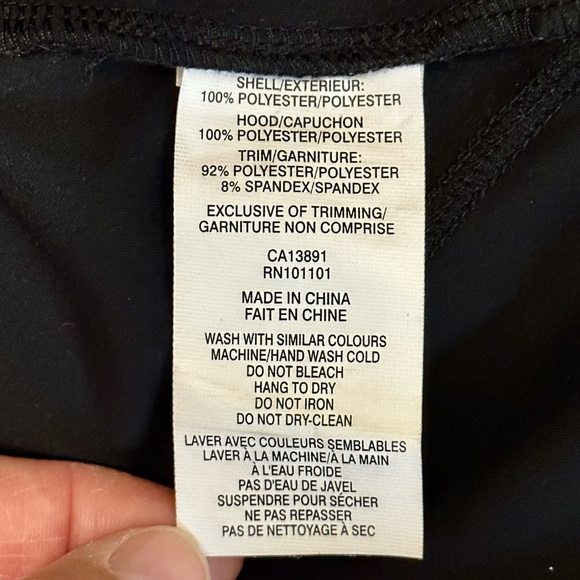 SHELL/EXTÉRIEUR:
100% POLYESTER/POLYESTER
HOOD/CAPUCHON
100% POLYESTER/POLYESTER
TRIM/GARNITURE:
92% POLYESTER/POLYESTER
8% SPANDEX/SPANDEX
EXCLUSIVE OF TRIMMING/
GARNITURE NON COMPRISE
CA13891
RN101101
MADE IN CHINA
FAIT EN CHINE
WASH WITH SIMILAR COLOURS
MACHINE/HAND WASH COLD
DO NOT BLEACH
HANG TO DRY
DO NOT IRON
DO NOT DRY-CLEAN
LAVER AVEC COULEURS SEMBLABLES
LAVER À LA MACHINE/À LA MAIN
À L'EAU FROIDE
PAS D'EAU DE JAVEL
SUSPENDRE POUR SÉCHER
NE PAS REPASSER
PAS DE NETTOYAGE À SEC